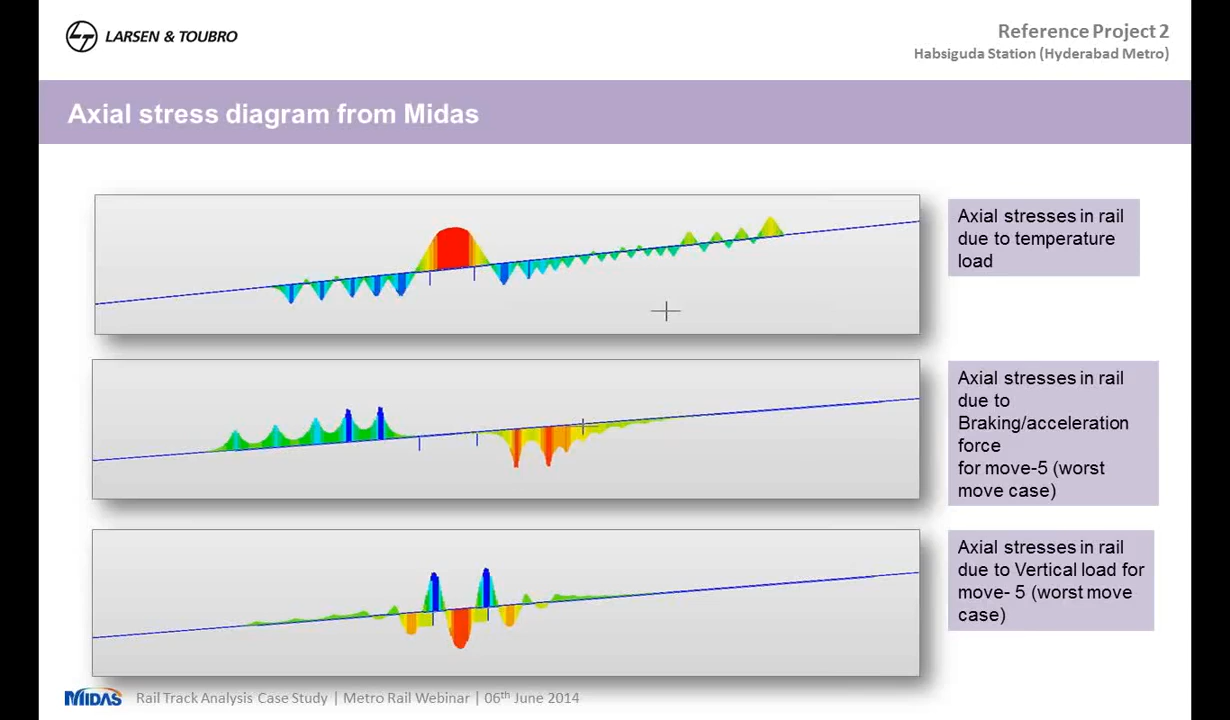 LARSEN & TOUBRO
Reference Project 2
Habsiguda Station (Hyderabad Metro)
Axial stress diagram from Midas
Axial stresses in rail
due to temperature
load
Axial stresses in rail
due to
Braking/acceleration
force
for move-5 (worst
move case)
Axial stresses in rail
due to Vertical load for
move- 5 (worst move
case)
MIDAS Rail Track Analysis Case Study | Metro Rail Webinar | 06th June 2014